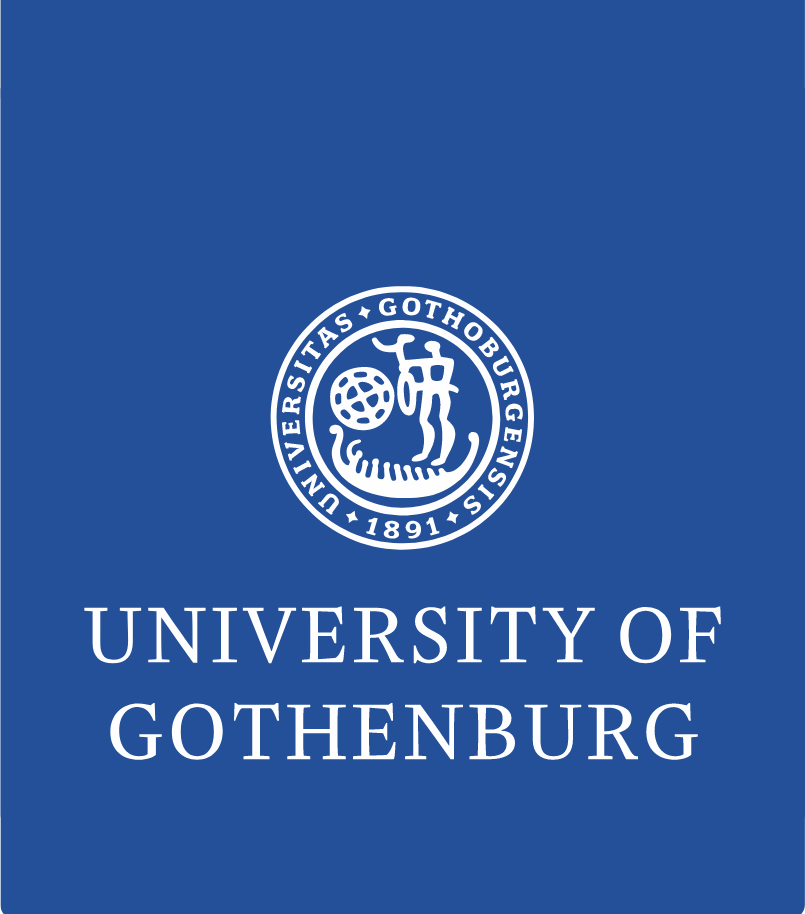 UNIVERSITAS ✦ GOTHOBURGENSIS
✦ 1891 ✦
UNIVERSITY OF
GOTHENBURG